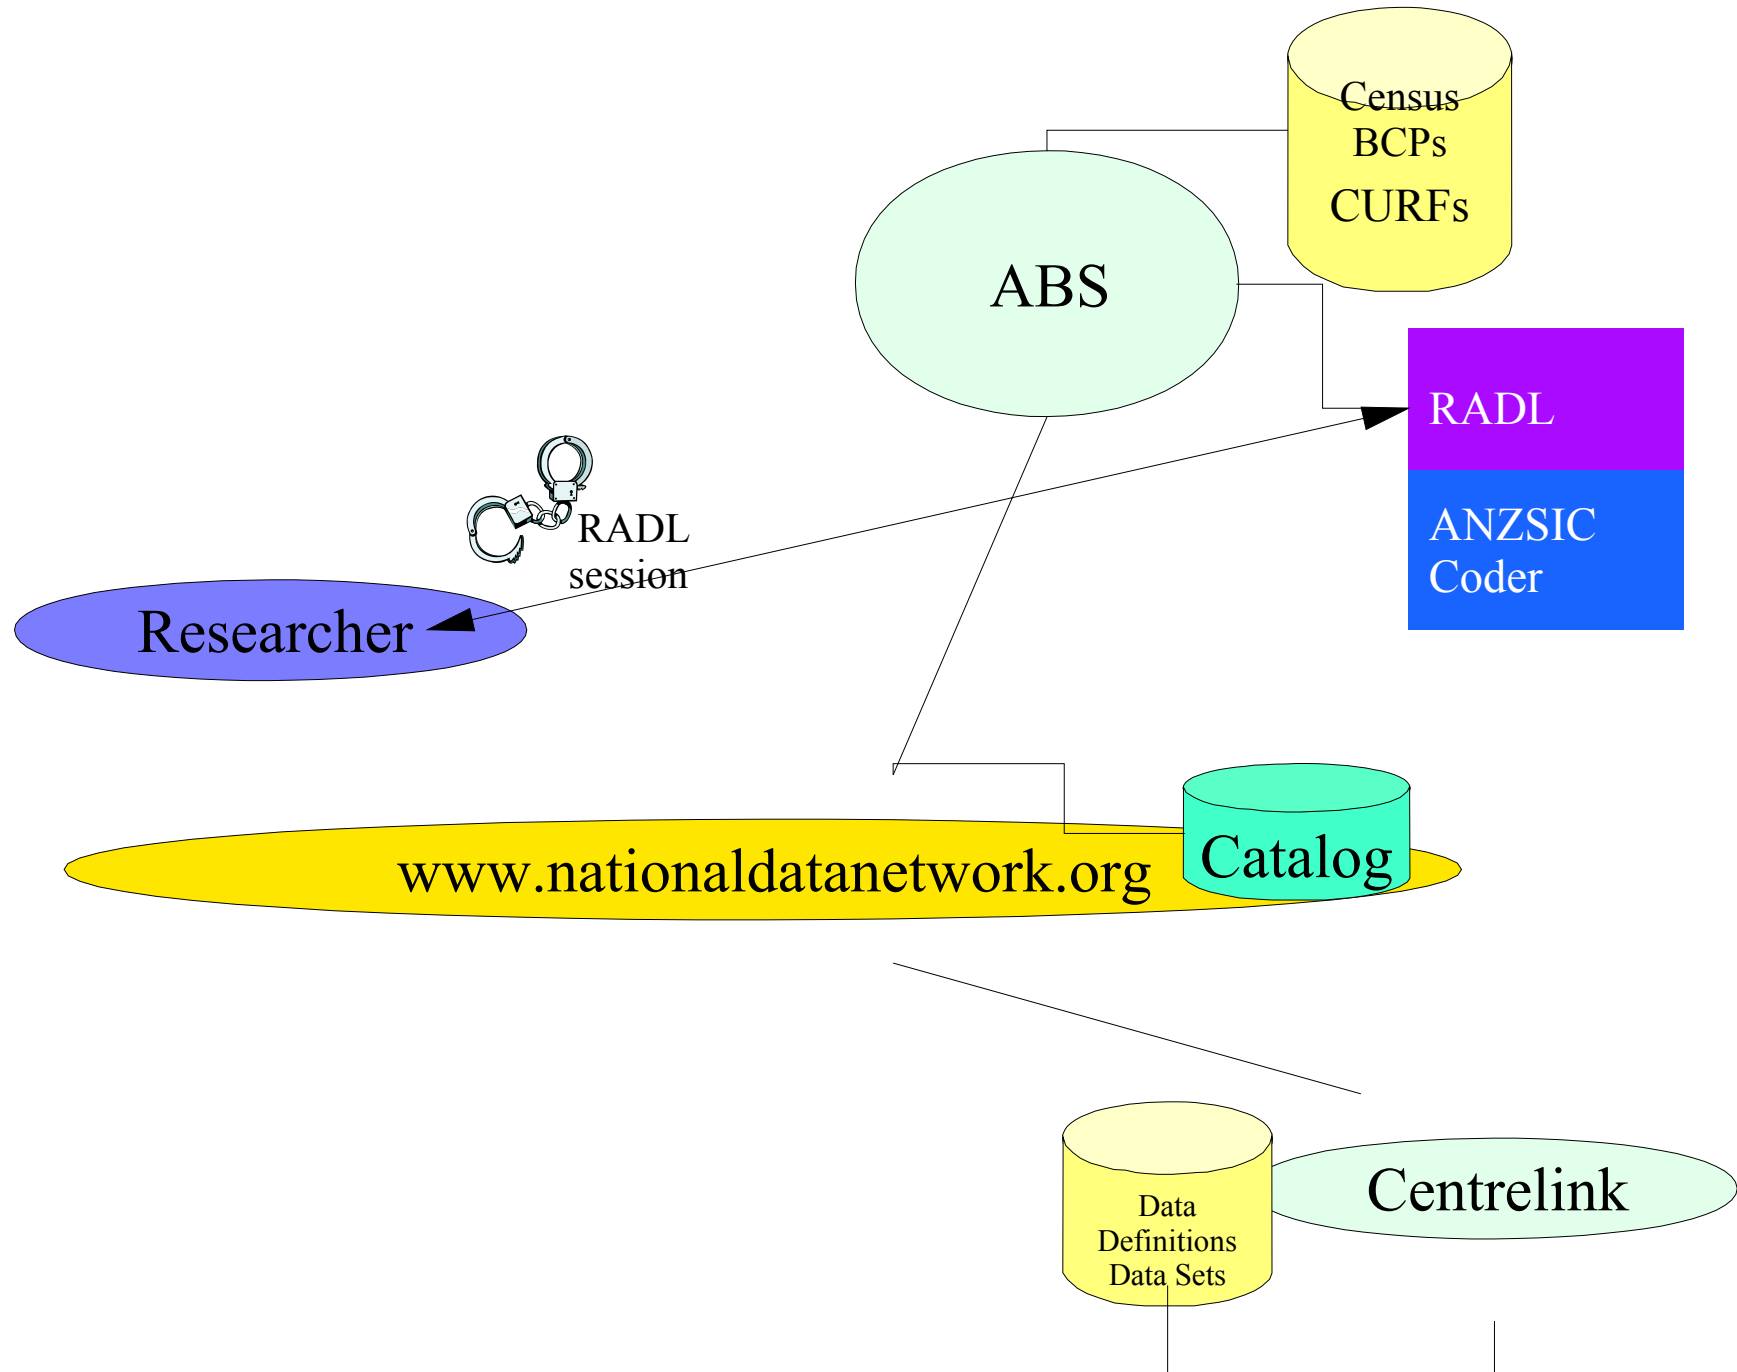 Census
BCPs
CURFs
ABS
RADL
ANZSIC
Coder
RADL
session
Researcher
www.nationaldatanetwork.org
Catalog
Centrelink
Data
Definitions
Data Sets